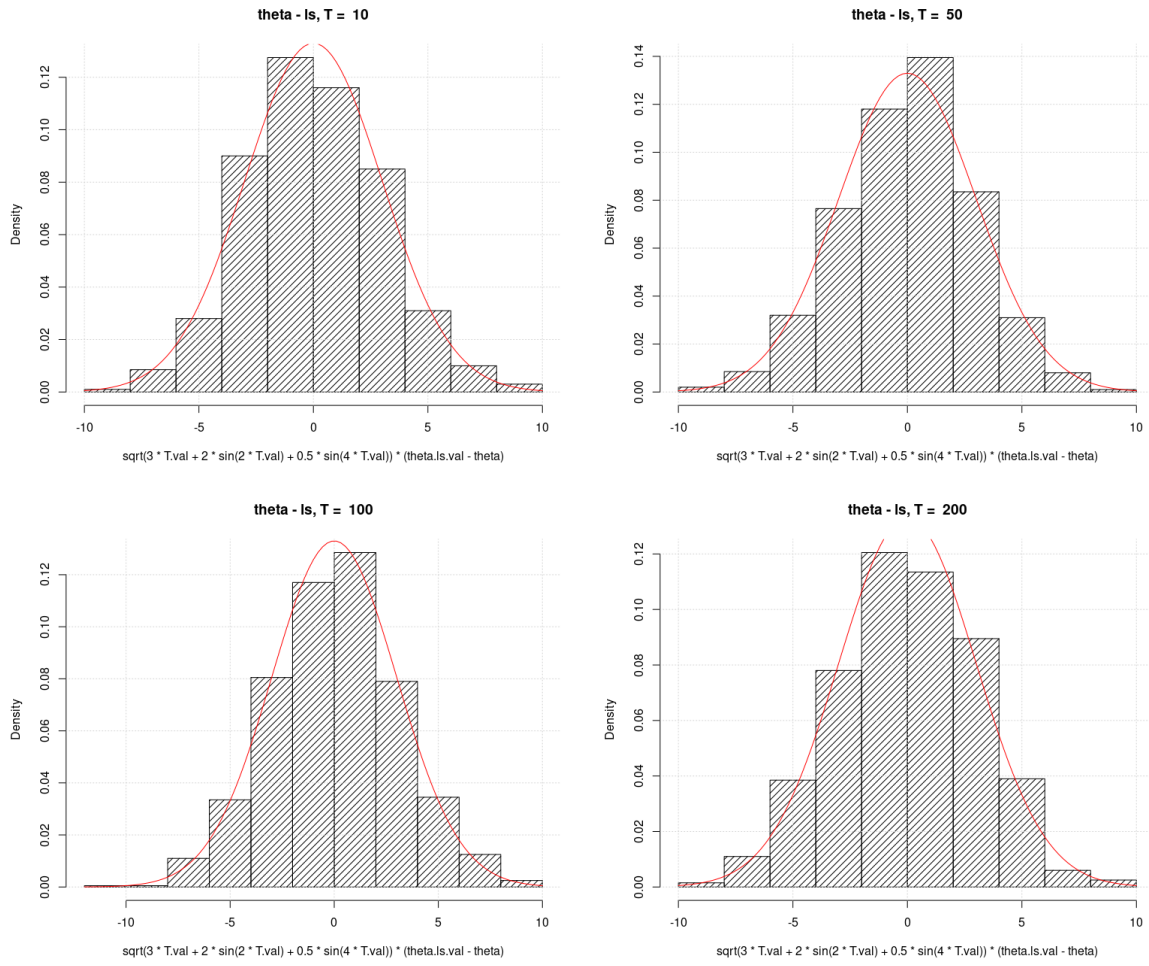 theta - ls, T =  10
Density
0.00 0.02 0.04 0.06 0.08 0.10 0.12
-10 -5 0 5 10
sqrt(3 * T.val + 2 * sin(2 * T.val) + 0.5 * sin(4 * T.val)) * (theta.ls.val - theta)
theta - ls, T =  50
Density
0.00 0.02 0.04 0.06 0.08 0.10 0.12 0.14
-10 -5 0 5 10
sqrt(3 * T.val + 2 * sin(2 * T.val) + 0.5 * sin(4 * T.val)) * (theta.ls.val - theta)
theta - ls, T =  100
Density
0.00 0.02 0.04 0.06 0.08 0.10 0.12
-10 -5 0 5 10
sqrt(3 * T.val + 2 * sin(2 * T.val) + 0.5 * sin(4 * T.val)) * (theta.ls.val - theta)
theta - ls, T =  200
Density
0.00 0.02 0.04 0.06 0.08 0.10 0.12
-10 -5 0 5 10
sqrt(3 * T.val + 2 * sin(2 * T.val) + 0.5 * sin(4 * T.val)) * (theta.ls.val - theta)